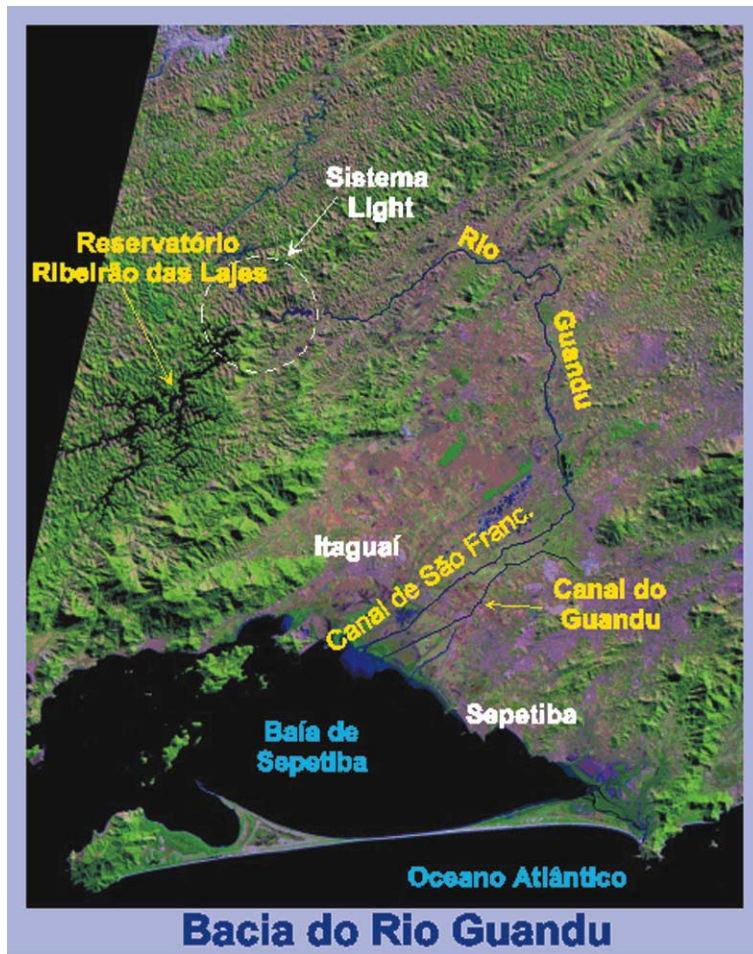 Sistema
Light
Reservatório
Ribeirão das Lajes
Rio
Guandu
Itaguaí
Canal de São Franc.
Canal do
Guandu
Sepetiba
Baía de
Sepetiba
Oceano Atlântico
Bacia do Rio Guandu